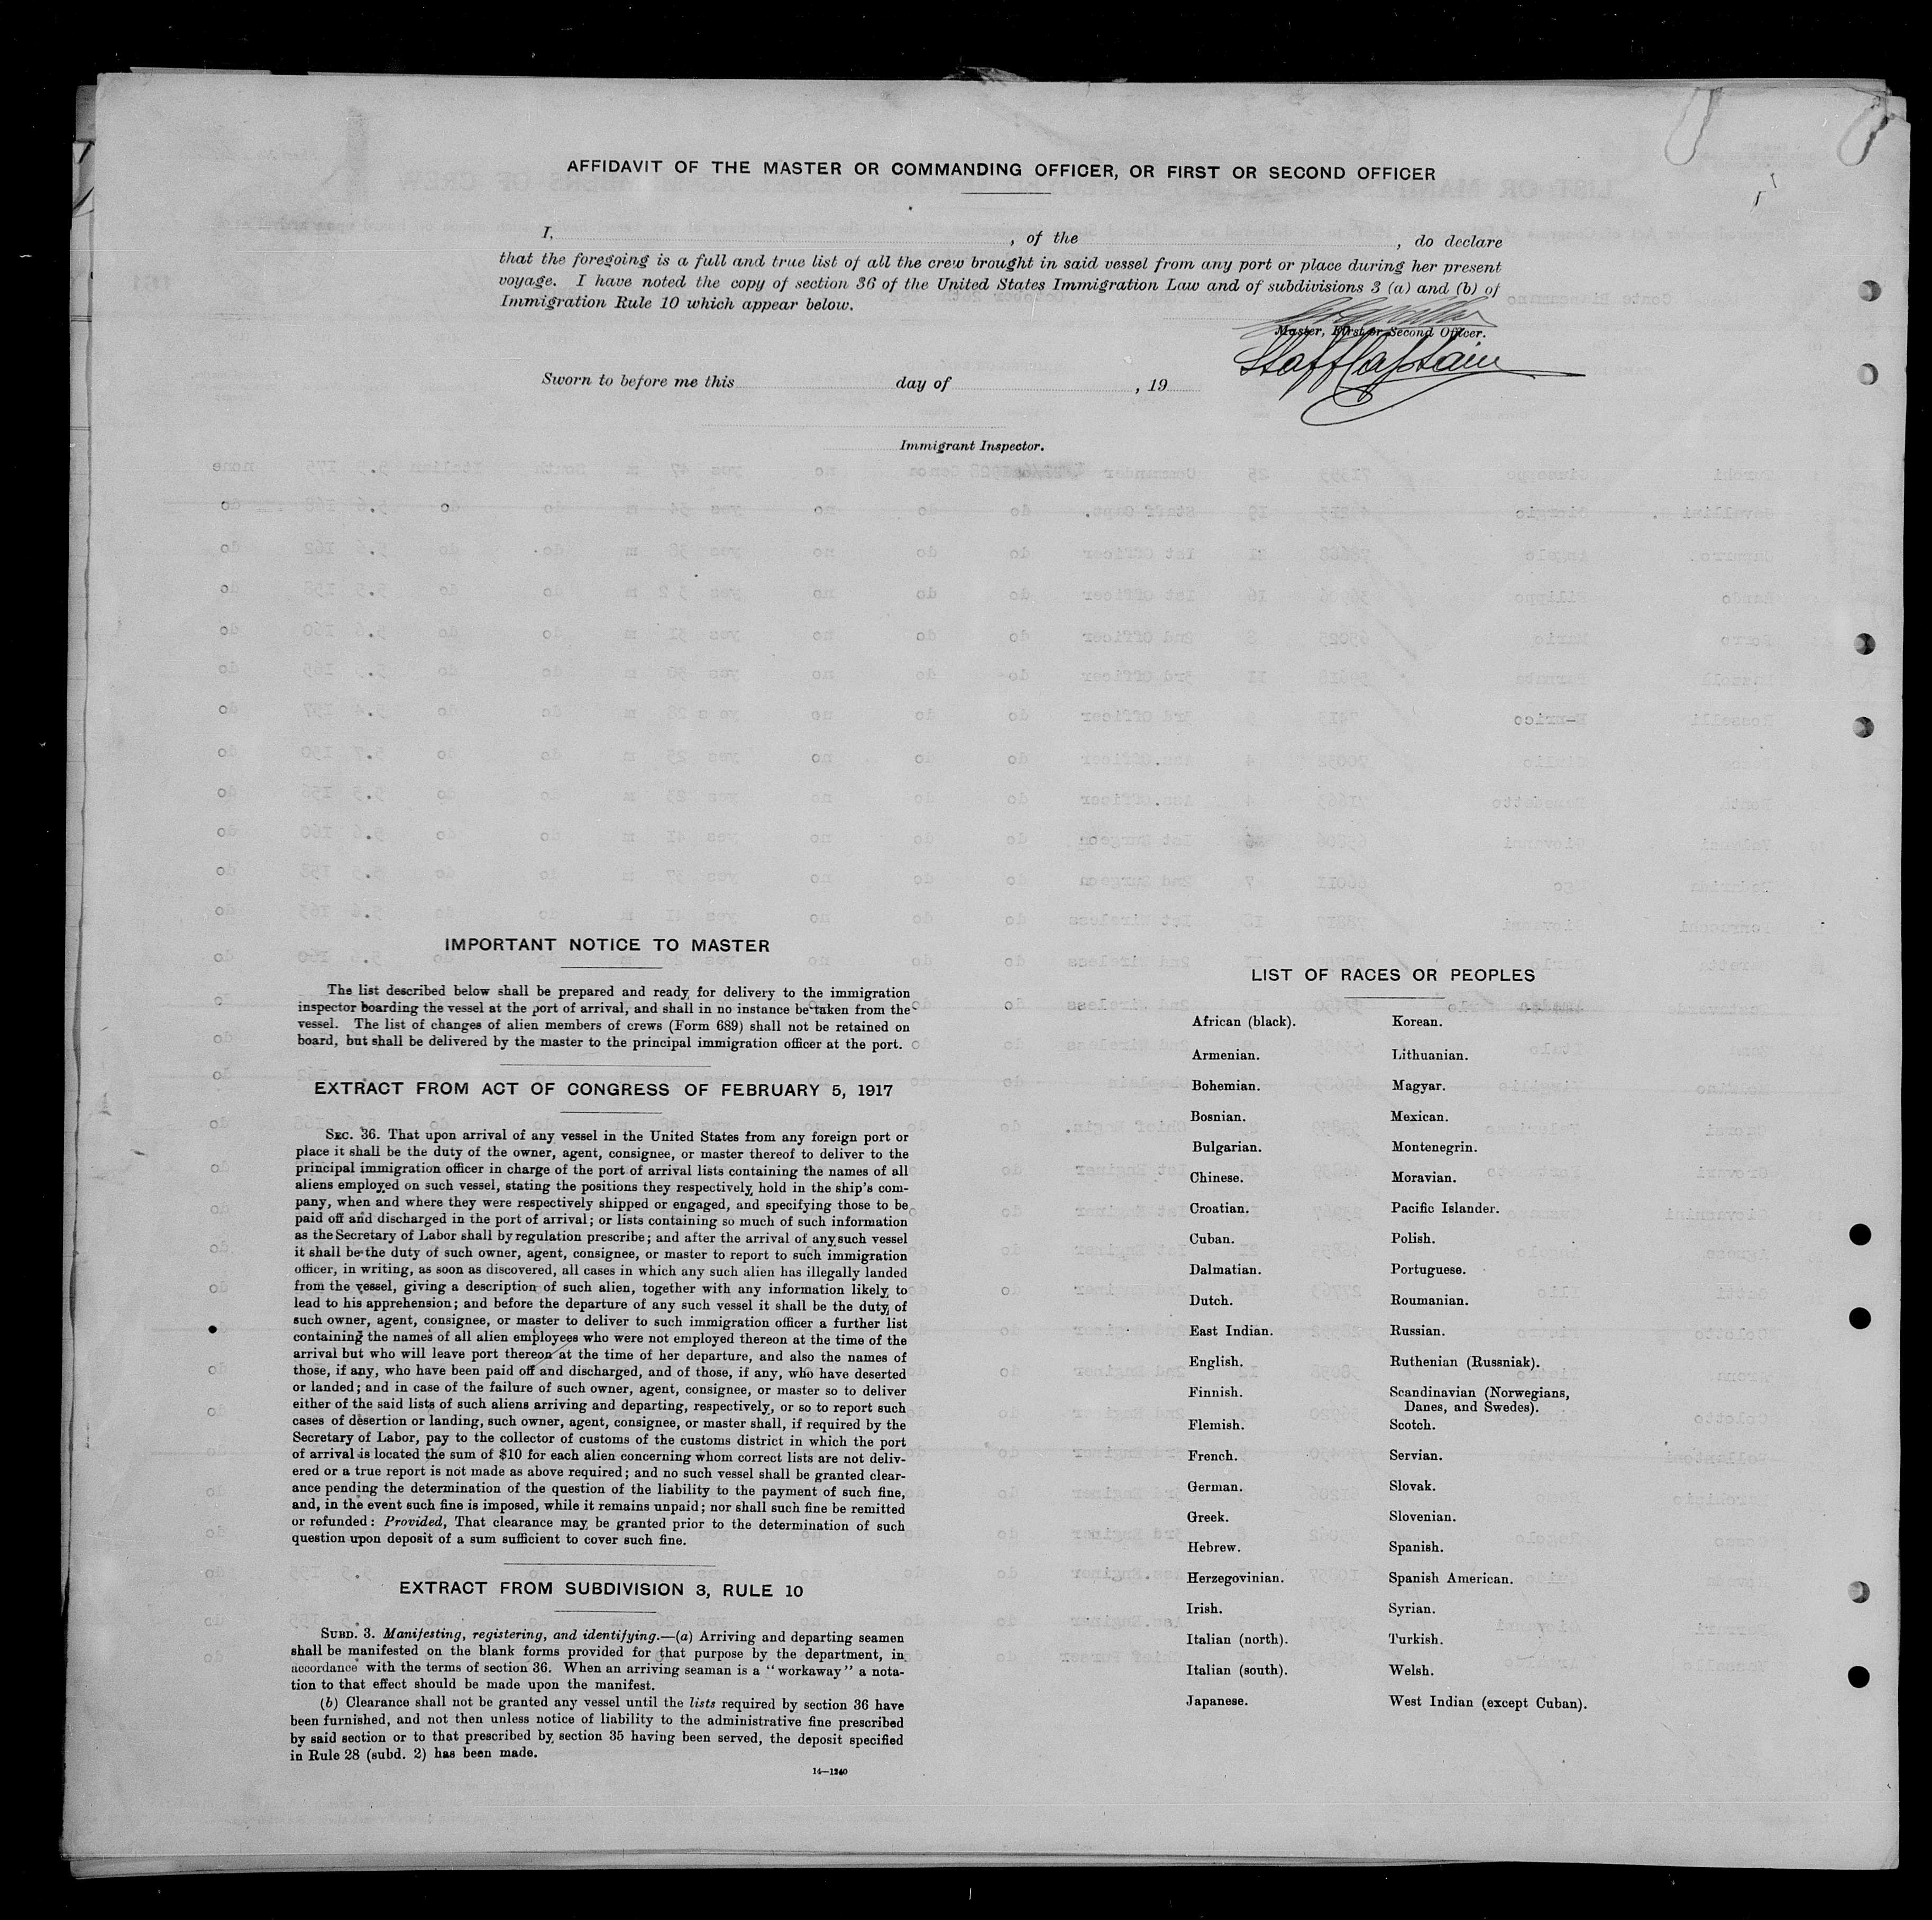 AFFIDAVIT OF THE MASTER OR COMMANDING OFFICER, OR FIRST OR SECOND OFFICER
I, , of the , do declare
that the foregoing is a full and true list of all the crew brought in said vessel from any port or place during her present
voyage. I have noted the copy of section 36 of the United States Immigration Law and of subdivisions 3 (a) and (b) of
Immigration Rule 10 which appear below.
Master, First or Second Officer.
Staff Captain
Sworn to before me this day of , 19
Immigrant Inspector.
IMPORTANT NOTICE TO MASTER
The list described below shall be prepared and ready for delivery to the immigration
inspector boarding the vessel at the port of arrival, and shall in no instance be taken from the
vessel. The list of changes of alien members of crews (Form 689) shall not be retained on
board, but shall be delivered by the master to the principal immigration officer at the port.
EXTRACT FROM ACT OF CONGRESS OF FEBRUARY 5, 1917
SEC. 36. That upon arrival of any vessel in the United States from any foreign port or
place it shall be the duty of the owner, agent, consignee, or master thereof to deliver to the
principal immigration officer in charge of the port of arrival lists containing the names of all
aliens employed on such vessel, stating the positions they respectively hold in the ship's com-
pany, when and where they were respectively shipped or engaged, and specifying those to be
paid off and discharged in the port of arrival; or lists containing so much of such information
as the Secretary of Labor shall by regulation prescribe; and after the arrival of any such vessel
it shall be the duty of such owner, agent, consignee, or master to report to such immigration
officer, in writing, as soon as discovered, all cases in which any such alien has illegally landed
from the vessel, giving a description of such alien, together with any information likely to
lead to his apprehension; and before the departure of any such vessel it shall be the duty of
such owner, agent, consignee, or master to deliver to such immigration officer a further list
containing the names of all alien employees who were not employed thereon at the time of the
arrival but who will leave port thereon at the time of her departure, and also the names of
those, if any, who have been paid off and discharged, and of those, if any, who have deserted
or landed; and in case of the failure of such owner, agent, consignee, or master so to deliver
either of the said lists of such aliens arriving and departing, respectively, or so to report such
cases of desertion or landing, such owner, agent, consignee, or master shall, if required by the
Secretary of Labor, pay to the collector of customs of the customs district in which the port
of arrival is located the sum of $10 for each alien concerning whom correct lists are not deliv-
ered or a true report is not made as above required; and no such vessel shall be granted clear-
ance pending the determination of the question of the liability to the payment of such fine,
and, in the event such fine is imposed, while it remains unpaid; nor shall such fine be remitted
or refunded: Provided, That clearance may be granted prior to the determination of such
question upon deposit of a sum sufficient to cover such fine.
EXTRACT FROM SUBDIVISION 3, RULE 10
SUBD. 3. Manifesting, registering, and identifying.—(a) Arriving and departing seamen
shall be manifested on the blank forms provided for that purpose by the department, in
accordance with the terms of section 36. When an arriving seaman is a "workaway" a nota-
tion to that effect should be made upon the manifest.
(b) Clearance shall not be granted any vessel until the lists required by section 36 have
been furnished, and not then unless notice of liability to the administrative fine prescribed
by said section or to that prescribed by section 35 having been served, the deposit specified
in Rule 28 (subd. 2) has been made.
14—1240
LIST OF RACES OR PEOPLES
African (black).
Armenian.
Bohemian.
Bosnian.
Bulgarian.
Chinese.
Croatian.
Cuban.
Dalmatian.
Dutch.
East Indian.
English.
Finnish.
Flemish.
French.
German.
Greek.
Hebrew.
Herzegovinian.
Irish.
Italian (north).
Italian (south).
Japanese.
Korean.
Lithuanian.
Magyar.
Mexican.
Montenegrin.
Moravian.
Pacific Islander.
Polish.
Portuguese.
Roumanian.
Russian.
Ruthenian (Russniak).
Scandinavian (Norwegians,
Danes, and Swedes).
Scotch.
Servian.
Slovak.
Slovenian.
Spanish.
Spanish American.
Syrian.
Turkish.
Welsh.
West Indian (except Cuban).